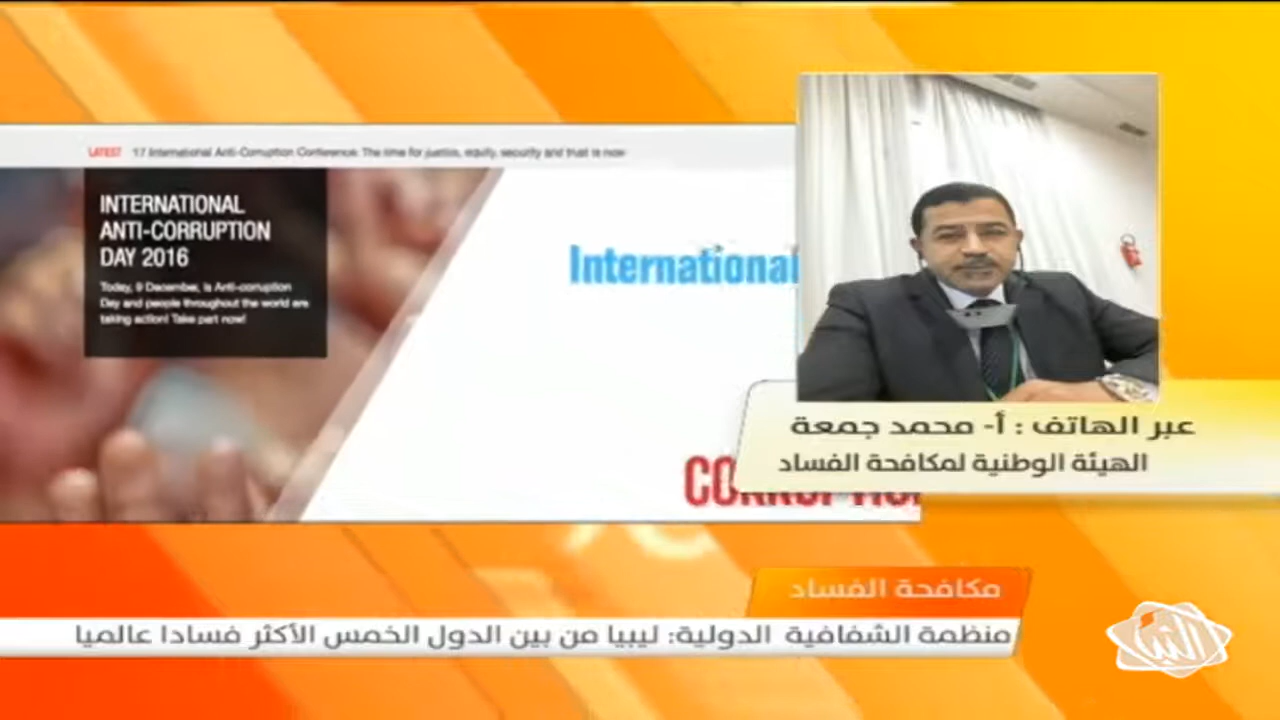 LATEST 17 International Anti-Corruption Conference: The time for justice, equity, security and trust is now
INTERNATIONAL
ANTI-CORRUPTION
DAY 2016
Today, 9 December, is Anti-corruption
Day and people throughout the world are
taking action! Take part now!
International
عبر الهاتف : أ- محمد جمعة
الهيئة الوطنية لمكافحة الفساد
مكافحة الفساد
منظمة الشفافية الدولية: ليبيا من بين الدول الخمس الأكثر فسادا عالميا
النبأ